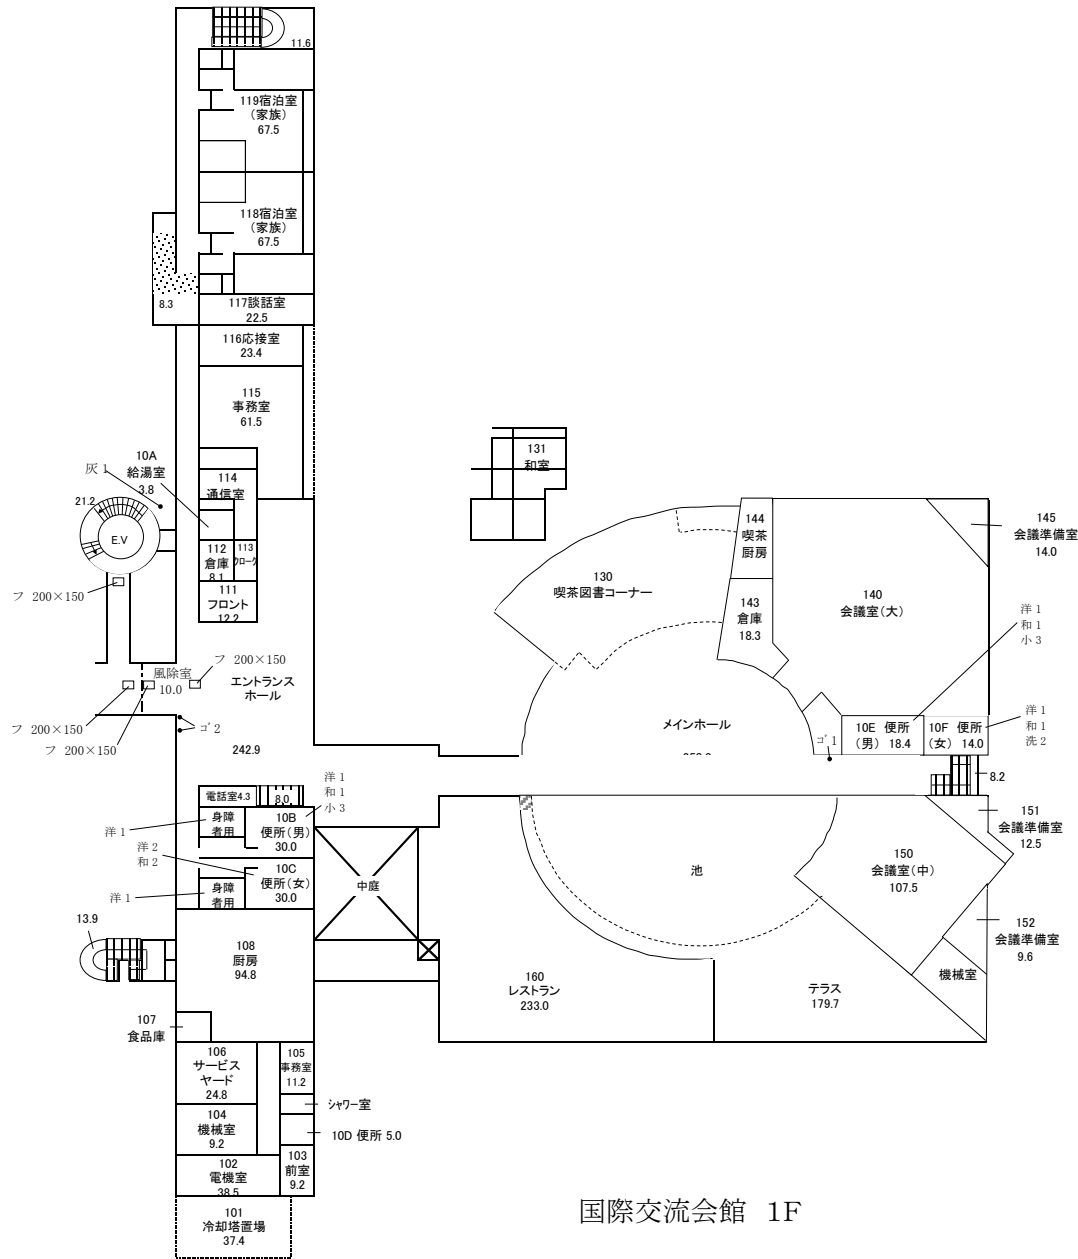 11.6
119宿泊室
（家族）
67.5
118宿泊室
（家族）
67.5
8.3
117談話室
22.5
116応接室
23.4
115
事務室
61.5
10A
給湯室
3.8
灰 1
114
通信室
21.2
E.V
112
倉庫
8.1
113
クローク
111
フロント
12.2
フ 200×150
フ 200×150
風除室
10.0
エントランス
ホール
フ 200×150
フ 200×150
ゴ 2
242.9
131
和室
144
喫茶
厨房
145
会議準備室
14.0
130
喫茶図書コーナー
140
会議室（大）
143
倉庫
18.3
洋 1
和 1
小 3
メインホール
10E 便所
（男） 18.4
10F 便所
（女） 14.0
洋 1
和 1
洗 2
ゴ 1
8.2
電話室4.3
8.0
洋 1
和 1
小 3
身障
者用
10B
便所（男）
30.0
洋 1
洋 2
和 2
10C
便所（女）
30.0
身障
者用
洋 1
中庭
池
151
会議準備室
12.5
150
会議室（中）
107.5
152
会議準備室
9.6
機械室
13.9
108
厨房
94.8
160
レストラン
233.0
テラス
179.7
107
食品庫
106
サービス
ヤード
24.8
105
事務室
11.2
シャワー室
104
機械室
9.2
10D 便所 5.0
103
前室
9.2
102
電機室
38.5
101
冷却塔置場
37.4
国際交流会館 1F